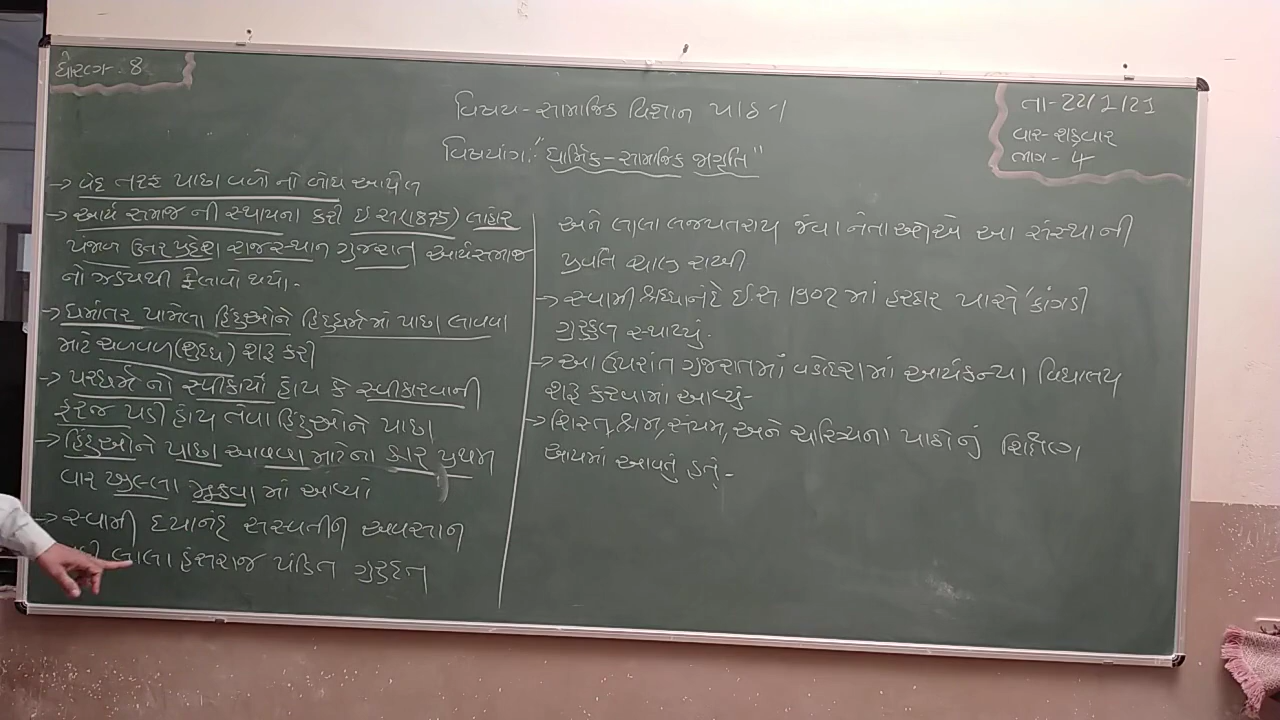 ધોરણ- 8
વિષય-સામાજિક વિજ્ઞાન પાઠ-1
તા-22/1/21
વાર-શક્રવાર
ભાગ- 4
વિષયાંગ:- "ધાર્મિક-સામાજિક જાગૃતિ"
→ વેદ તરફ પાછા વળો નો બોધ આપેલ
→ આર્ય સમાજ ની સ્થાપના કરી ઇ સ(1875) લાહોર
પંજાબ ઉત્તર પ્રદેશ રાજસ્થાન ગુજરાત આર્યસમાજ
નો ઝડપથી ફેલાવો થયો-
→ ધર્માંતર પામેલા હિંદુઓને હિંદુધર્મમાં પાછા લાવવા
માટે ચળવળ(શુદ્ધિ) શરૂ કરી
→ પરધર્મ નો સ્વીકાર્યો હોય કે સ્વીકારવાની
ફરજ પડી હોય તેવા હિંદુઓને પાછા
→ હિંદુઓને પાછા આવવા માટેના દ્વાર પ્રથમ
વાર ખુલ્લા મૂકવા માં આવ્યાં
→ સ્વામી દયાનંદ સરસ્વતીનું અવસાન
લાલા હંસરાજ પંડિત ગુરુદત્ત
અને લાલા લજપતરાય જેવા નેતાઓએ આ સંસ્થાની
પ્રવૃતિ ચાલુ રાખી
→ સ્વામી શ્રદ્ધાનંદે ઇ.સ 1902 માં હરદ્વાર પાસે 'કાંગડી
ગુરુકુલ સ્થાપ્યું.
→ આ ઉપરાંત ગુજરાતમાં વડોદરામાં આર્યકન્યા વિદ્યાલય
શરૂ કરવામાં આવ્યું-
→ શિસ્ત, શ્રમ, સંયમ, અને ચારિત્ર્યના પાઠોનું શિક્ષણ
આપમાં આવતું હતું-